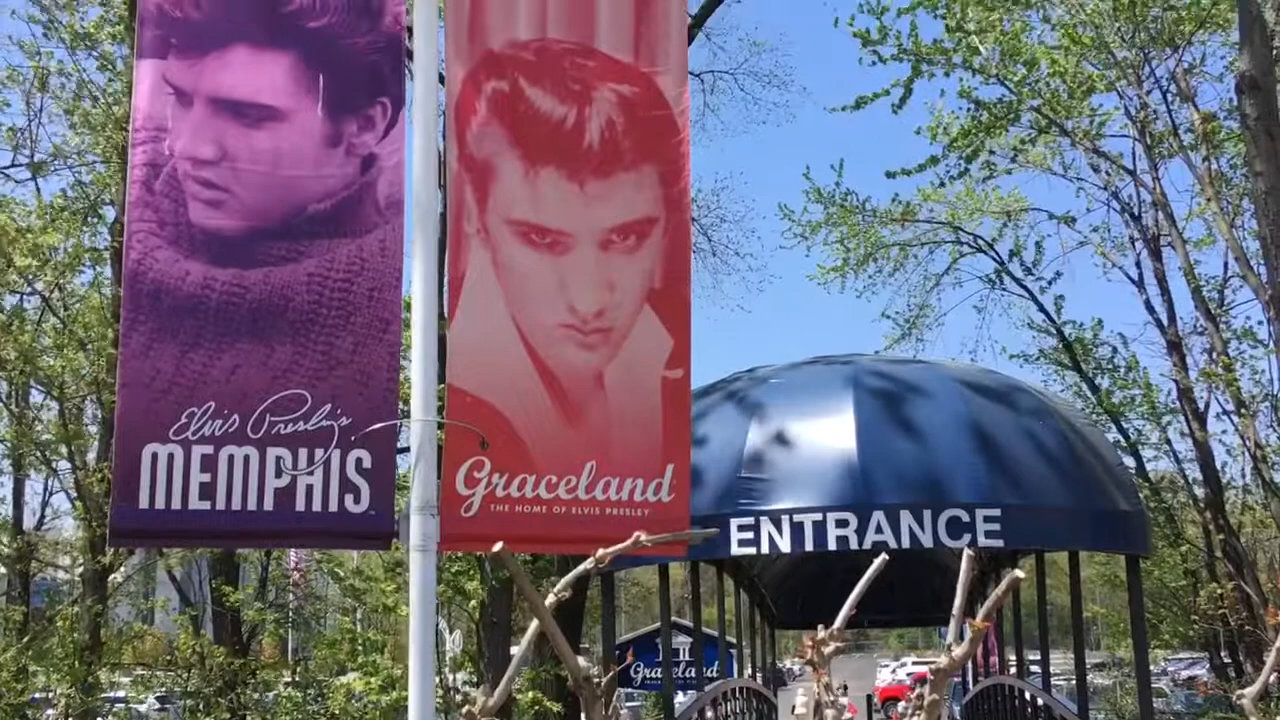 Elvis Presley's
MEMPHIS
Graceland
THE HOME OF ELVIS PRESLEY
ENTRANCE
Graceland